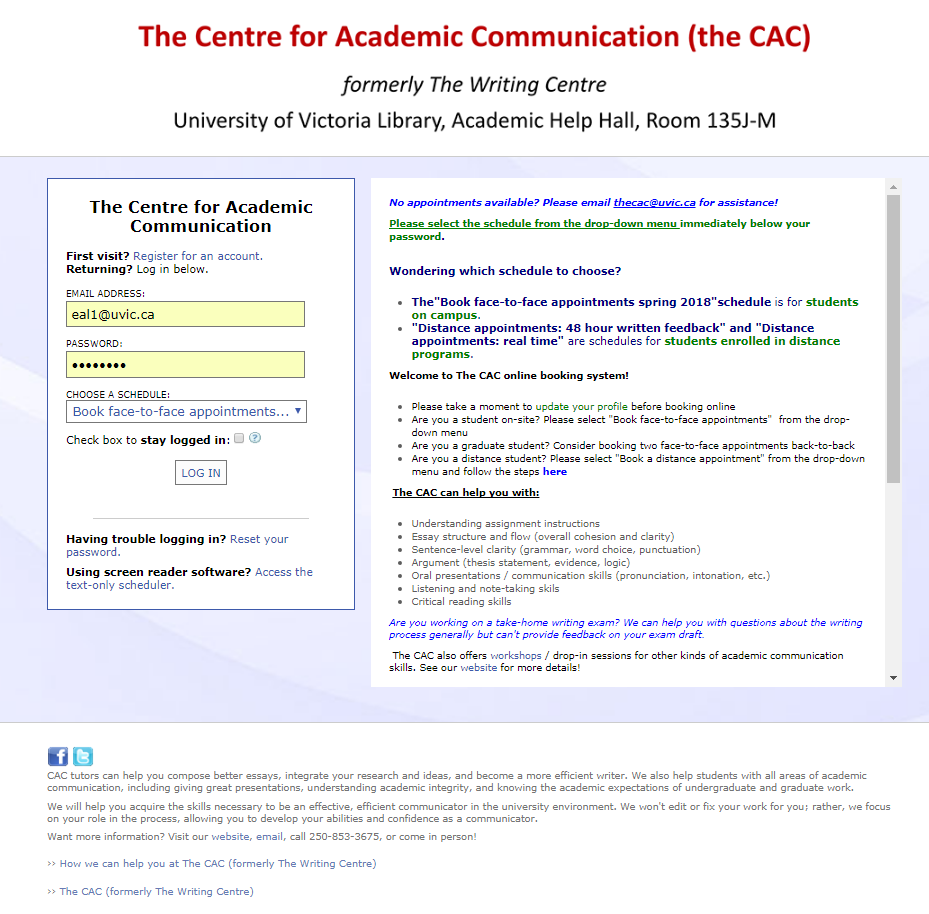 The Centre for Academic Communication (the CAC)
formerly The Writing Centre
University of Victoria Library, Academic Help Hall, Room 135J-M
The Centre for Academic
Communication
First visit? Register for an account.
Returning? Log in below.
EMAIL ADDRESS:
eal1@uvic.ca
PASSWORD:
••••••••
CHOOSE A SCHEDULE:
Book face-to-face appointments...
Check box to stay logged in:
LOG IN
Having trouble logging in? Reset your
password.
Using screen reader software? Access the
text-only scheduler.
No appointments available? Please email thecac@uvic.ca for assistance!
Please select the schedule from the drop-down menu immediately below your
password.
Wondering which schedule to choose?
• The"Book face-to-face appointments spring 2018"schedule is for students
on campus.
• "Distance appointments: 48 hour written feedback" and "Distance
appointments: real time" are schedules for students enrolled in distance
programs.
Welcome to The CAC online booking system!
• Please take a moment to update your profile before booking online
• Are you a student on-site? Please select "Book face-to-face appointments" from the drop-
down menu
• Are you a graduate student? Consider booking two face-to-face appointments back-to-back
• Are you a distance student? Please select "Book a distance appointment" from the drop-down
menu and follow the steps here
The CAC can help you with:
• Understanding assignment instructions
• Essay structure and flow (overall cohesion and clarity)
• Sentence-level clarity (grammar, word choice, punctuation)
• Argument (thesis statement, evidence, logic)
• Oral presentations / communication skills (pronunciation, intonation, etc.)
• Listening and note-taking skils
• Critical reading skills
Are you working on a take-home writing exam? We can help you with questions about the writing
process generally but can't provide feedback on your exam draft.
The CAC also offers workshops / drop-in sessions for other kinds of academic communication
skills. See our website for more details!
CAC tutors can help you compose better essays, integrate your research and ideas, and become a more efficient writer. We also help students with all areas of academic
communication, including giving great presentations, understanding academic integrity, and knowing the academic expectations of undergraduate and graduate work.
We will help you acquire the skills necessary to be an effective, efficient communicator in the university environment. We won't edit or fix your work for you; rather, we focus
on your role in the process, allowing you to develop your abilities and confidence as a communicator.
Want more information? Visit our website, email, call 250-853-3675, or come in person!
>> How we can help you at The CAC (formerly The Writing Centre)
>> The CAC (formerly The Writing Centre)